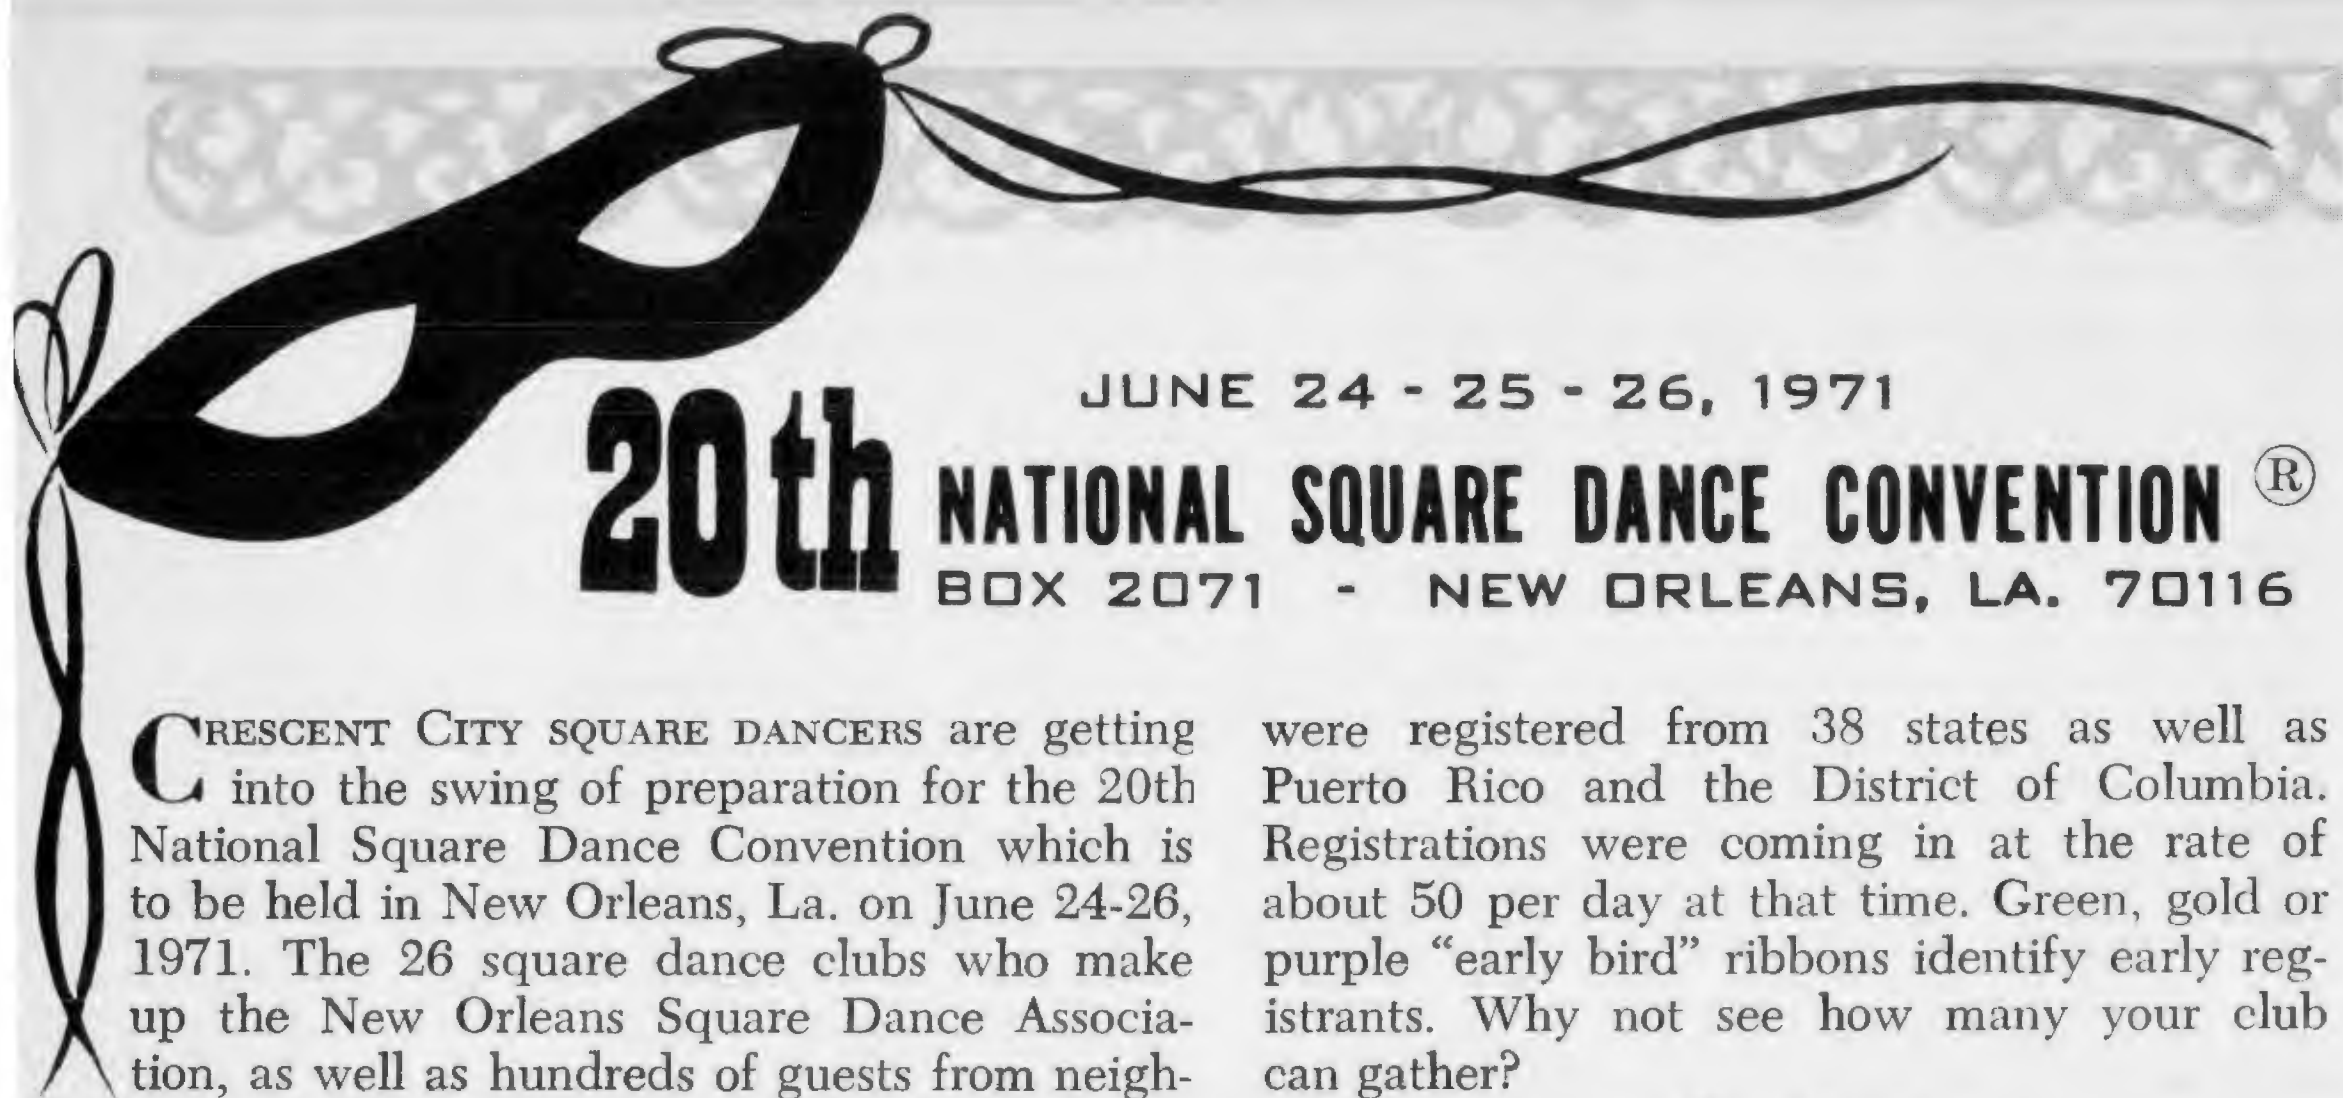 JUNE 24 - 25 - 26, 1971
20th NATIONAL SQUARE DANCE CONVENTION ®
BOX 2071 - NEW ORLEANS, LA. 70116
CRESCENT CITY SQUARE DANCERS are getting
into the swing of preparation for the 20th
National Square Dance Convention which is
to be held in New Orleans, La. on June 24-26,
1971. The 26 square dance clubs who make
up the New Orleans Square Dance Associa-
tion, as well as hundreds of guests from neigh-
were registered from 38 states as well as
Puerto Rico and the District of Columbia.
Registrations were coming in at the rate of
about 50 per day at that time. Green, gold or
purple “early bird” ribbons identify early reg-
istrants. Why not see how many your club
can gather?